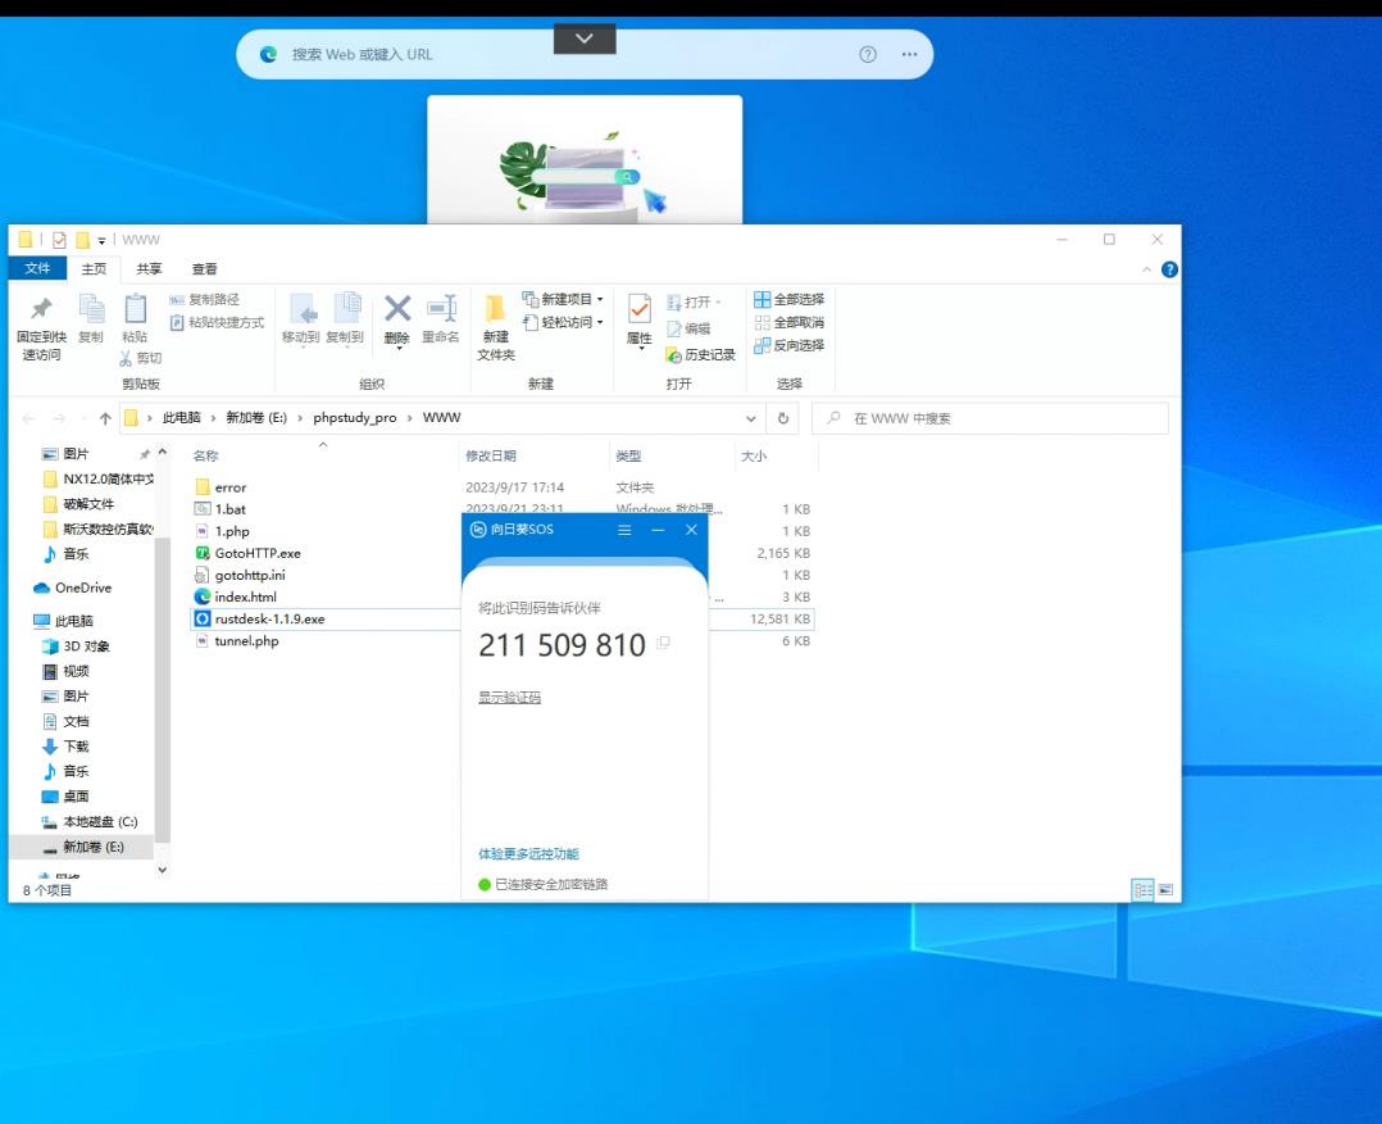 搜索 Web 或键入 URL
WWW
文件 主页 共享 查看
固定到快速访问
复制
粘贴
复制路径
粘贴快捷方式
剪切
移动到 复制到 删除 重命名
新建文件夹
新建项目
轻松访问
属性
打开
编辑
历史记录
全部选择
全部取消
反向选择
剪贴板 组织 新建 打开 选择
此电脑 › 新加卷 (E:) › phpstudy_pro › WWW
在 WWW 中搜索
图片
NX12.0简体中文
破解文件
斯沃数控仿真软
音乐
OneDrive
此电脑
3D 对象
视频
图片
文档
下载
音乐
桌面
本地磁盘 (C:)
新加卷 (E:)
名称 修改日期 类型 大小
error 2023/9/17 17:14 文件夹
1.bat 2023/9/21 23:11 Windows 批处理... 1 KB
1.php 1 KB
GotoHTTP.exe 2,165 KB
gotohttp.ini 1 KB
index.html ... 3 KB
rustdesk-1.1.9.exe 12,581 KB
tunnel.php 6 KB
向日葵SOS
将此识别码告诉伙伴
211 509 810
显示验证码
体验更多远控功能
已连接安全加密链路
8 个项目